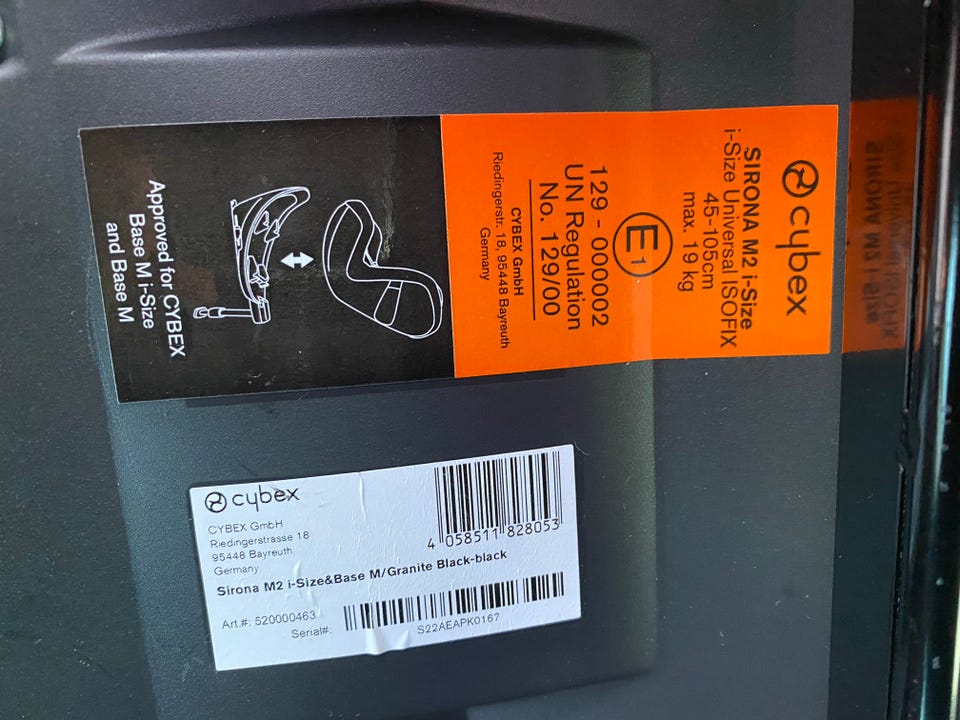 cybex
SIRONA M2 i-Size
i-Size Universal ISOFIX
45-105cm
max. 19 kg
E1
129 - 000002
UN Regulation
No. 129/00
CYBEX GmbH
Riedingerstr. 18, 95448 Bayreuth
Germany
Approved for CYBEX
Base M i-Size
and Base M
cybex
CYBEX GmbH
Riedingerstrasse 18
95448 Bayreuth
Germany
4 058511 828053
Sirona M2 i-Size&Base M/Granite Black-black
Art.#: 520000463
Serial#:
S22AEAPK0167